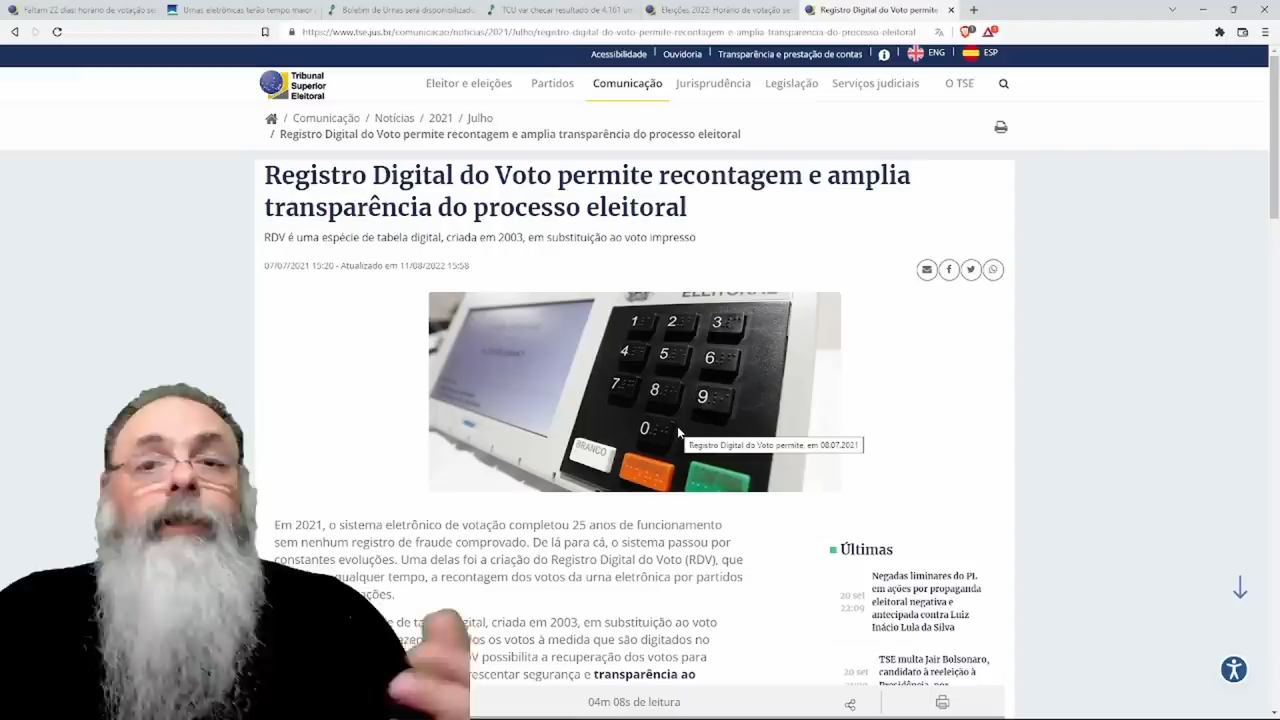 Faltam 22 dias: horário de votação se
Urnas eletrônicas terão tempo maior
Boletim de Urnas será disponibilizado
TCU vai checar resultado de 4.161 urn
Eleições 2022: Horário de votação se
Registro Digital do Voto permite
https://www.tse.jus.br/comunicacao/noticias/2021/Julho/registro-digital-do-voto-permite-recontagem-e-amplia-transparencia-do-processo-eleitoral
Acessibilidade
Ouvidoria
Transparência e prestação de contas
ENG
ESP
Tribunal
Superior
Eleitoral
Eleitor e eleições
Partidos
Comunicação
Jurisprudência
Legislação
Serviços judiciais
O TSE
/ Comunicação / Notícias / 2021 / Julho
/ Registro Digital do Voto permite recontagem e amplia transparência do processo eleitoral
Registro Digital do Voto permite recontagem e amplia
transparência do processo eleitoral
RDV é uma espécie de tabela digital, criada em 2003, em substituição ao voto impresso
07/07/2021 15:20 - Atualizado em 11/08/2022 15:58
ELEITORAL
1 2 3
4 5 6
7 8 9
0
BRANCO
Registro Digital do Voto permite, em 08.07.2021
Em 2021, o sistema eletrônico de votação completou 25 anos de funcionamento
sem nenhum registro de fraude comprovado. De lá para cá, o sistema passou por
constantes evoluções. Uma delas foi a criação do Registro Digital do Voto (RDV), que
qualquer tempo, a recontagem dos votos da urna eletrônica por partidos
de digital, criada em 2003, em substituição ao voto
os votos à medida que são digitados no
possibilita a recuperação dos votos para
segurança e transparência ao
Últimas
20 set
22:09
Negadas liminares do PL
em ações por propaganda
eleitoral negativa e
antecipada contra Luiz
Inácio Lula da Silva
20 set
TSE multa Jair Bolsonaro,
candidato à reeleição à
04m 08s de leitura